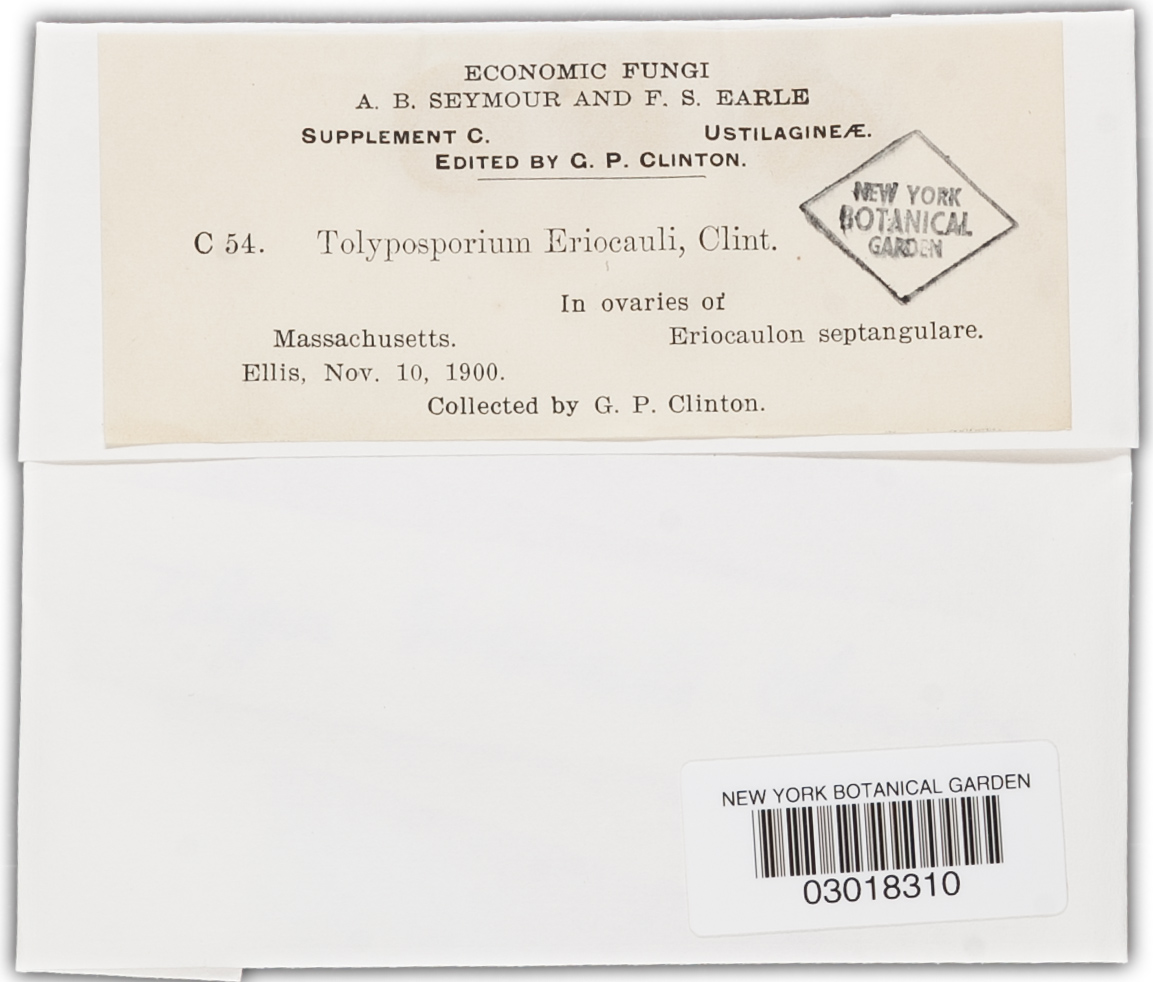 ECONOMIC FUNGI
A. B. SEYMOUR AND F. S. EARLE
SUPPLEMENT C. USTILAGINEÆ.
EDITED BY G. P. CLINTON.
C 54. Tolyposporium Eriocauli, Clint.
NEW YORK
BOTANICAL
GARDEN
In ovaries of
Massachusetts. Eriocaulon septangulare.
Ellis, Nov. 10, 1900.
Collected by G. P. Clinton.
NEW YORK BOTANICAL GARDEN
03018310